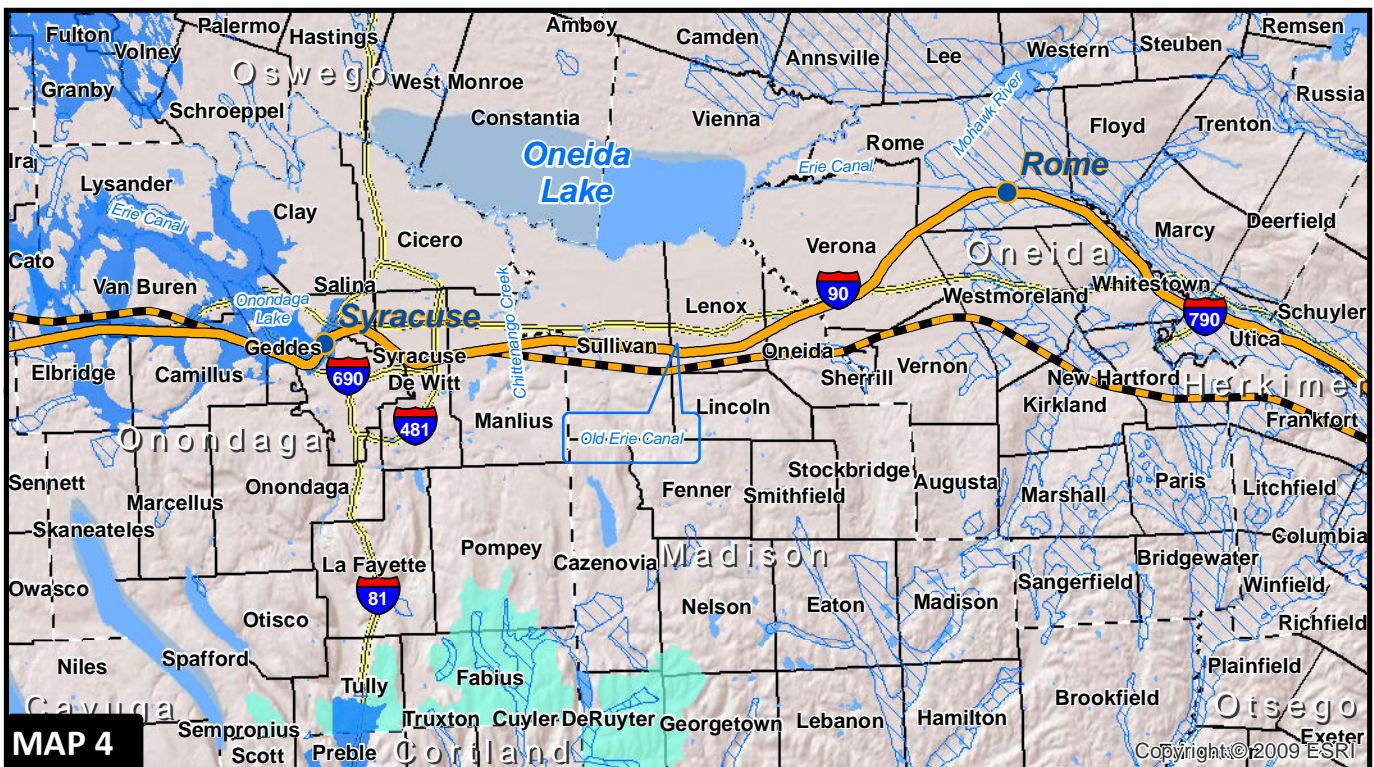 Fulton
Volney
Palermo
Hastings
Amboy
Camden
Annsville
Lee
Western
Steuben
Remsen
Oswego
West Monroe
Granby
Schroeppel
Constantia
Vienna
Mohawk River
Floyd
Trenton
Russia
Ira
Oneida
Lake
Rome
Erie Canal
Rome
Lysander
Erie Canal
Clay
Cicero
Verona
Oneida
Marcy
Deerfield
Cato
Van Buren
Salina
Onondaga
Lake
Chittenango Creek
Lenox
90
Westmoreland
Whitestown
790
Schuyler
Utica
Syracuse
Geddes
Syracuse
Sullivan
Oneida
Elbridge
Camillus
690
De Witt
Sherrill
Vernon
New Hartford
Herkimer
Kirkland
Frankfort
481
Manlius
Lincoln
Old Erie Canal
Onondaga
Sennett
Marcellus
Onondaga
Fenner
Smithfield
Stockbridge
Augusta
Marshall
Paris
Litchfield
Skaneateles
Columbia
La Fayette
Pompey
Cazenovia
Madison
Bridgewater
Owasco
81
Otisco
Nelson
Eaton
Madison
Sangerfield
Winfield
Richfield
Niles
Spafford
Tully
Fabius
Plainfield
Cayuga
Brookfield
Otsego
Sempronius
Scott
Preble
Truxton
Cuyler
DeRuyter
Georgetown
Lebanon
Hamilton
Cortland
Exeter
MAP 4
Copyright:© 2009 ESRI